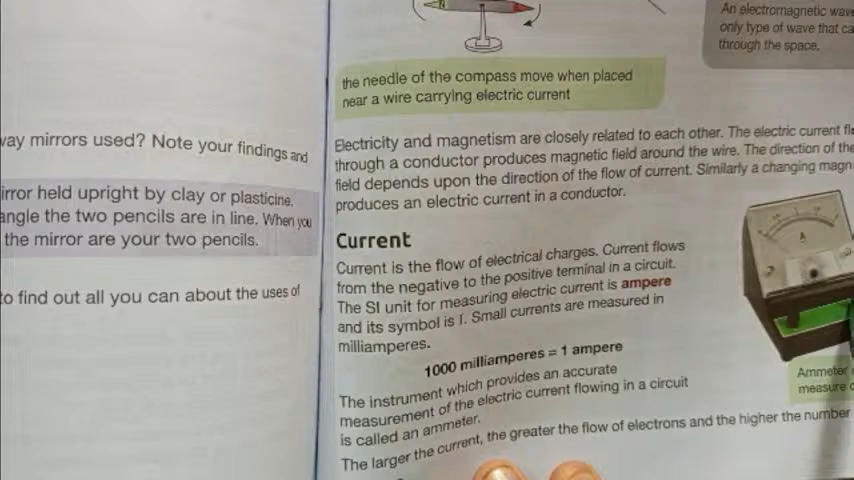 way mirrors used? Note your findings and
irror held upright by clay or plasticine.
angle the two pencils are in line. When you
the mirror are your two pencils.
to find out all you can about the uses of
N
An electromagnetic wave
only type of wave that ca
through the space.
the needle of the compass move when placed
near a wire carrying electric current
Electricity and magnetism are closely related to each other. The electric current fl
through a conductor produces magnetic field around the wire. The direction of the
field depends upon the direction of the flow of current. Similarly a changing magn
produces an electric current in a conductor.
Current
Current is the flow of electrical charges. Current flows
from the negative to the positive terminal in a circuit.
The SI unit for measuring electric current is ampere
and its symbol is I. Small currents are measured in
milliamperes.
1000 milliamperes = 1 ampere
The instrument which provides an accurate
measurement of the electric current flowing in a circuit
is called an ammeter.
A
Ammeter
measure
The larger the current, the greater the flow of electrons and the higher the number